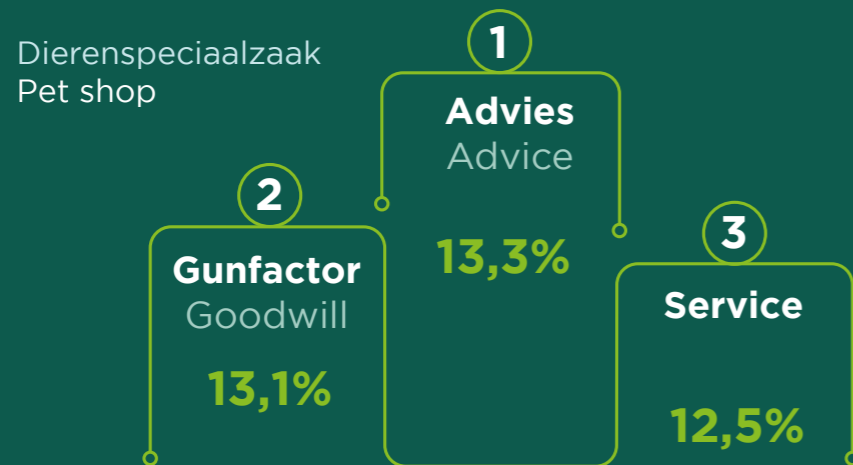 Dierenspeciaalzaak
Pet shop
1
Advies
Advice
13,3%
2
Gunfactor
Goodwill
13,1%
3
Service
12,5%